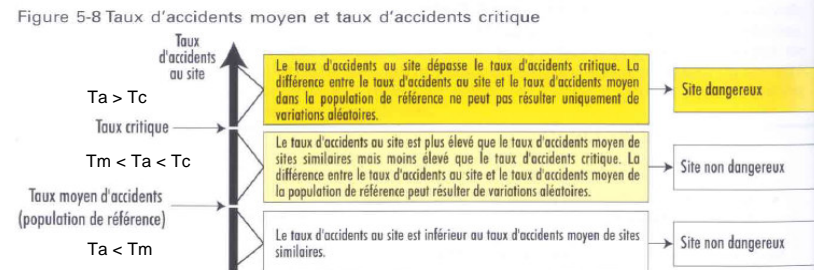 Figure 5-8 Taux d'accidents moyen et taux d'accidents critique
Taux
d'accidents
au site
Ta > Tc
Le taux d'accidents au site dépasse le taux d'accidents critique. La
différence entre le taux d'accidents au site et le taux d'accidents moyen
dans la population de référence ne peut pas résulter uniquement de
variations aléatoires.
Site dangereux
Taux critique
Tm < Ta < Tc
Le taux d'accidents au site est plus élevé que le taux d'accidents moyen de
sites similaires mais moins élevé que le taux d'accidents critique. La
différence entre le taux d'accidents au site et le taux d'accidents moyen de
la population de référence peut résulter de variations aléatoires.
Site non dangereux
Taux moyen d'accidents
(population de référence)
Ta < Tm
Le taux d'accidents au site est inférieur au taux d'accidents moyen de sites
similaires.
Site non dangereux